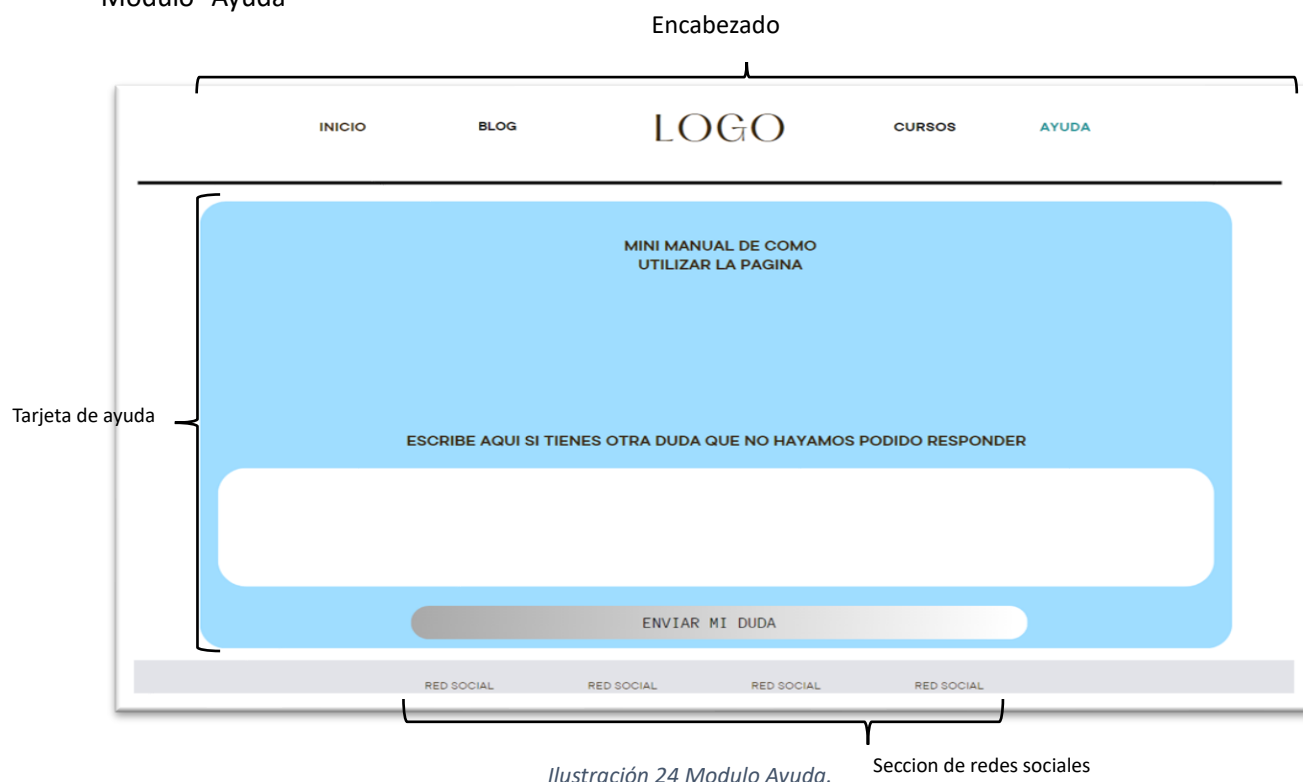 Modulo Ayuda
Encabezado
INICIO BLOG LOGO CURSOS AYUDA
MINI MANUAL DE COMO
UTILIZAR LA PAGINA
Tarjeta de ayuda
ESCRIBE AQUI SI TIENES OTRA DUDA QUE NO HAYAMOS PODIDO RESPONDER
ENVIAR MI DUDA
RED SOCIAL RED SOCIAL RED SOCIAL RED SOCIAL
Seccion de redes sociales
Ilustración 24 Modulo Ayuda.